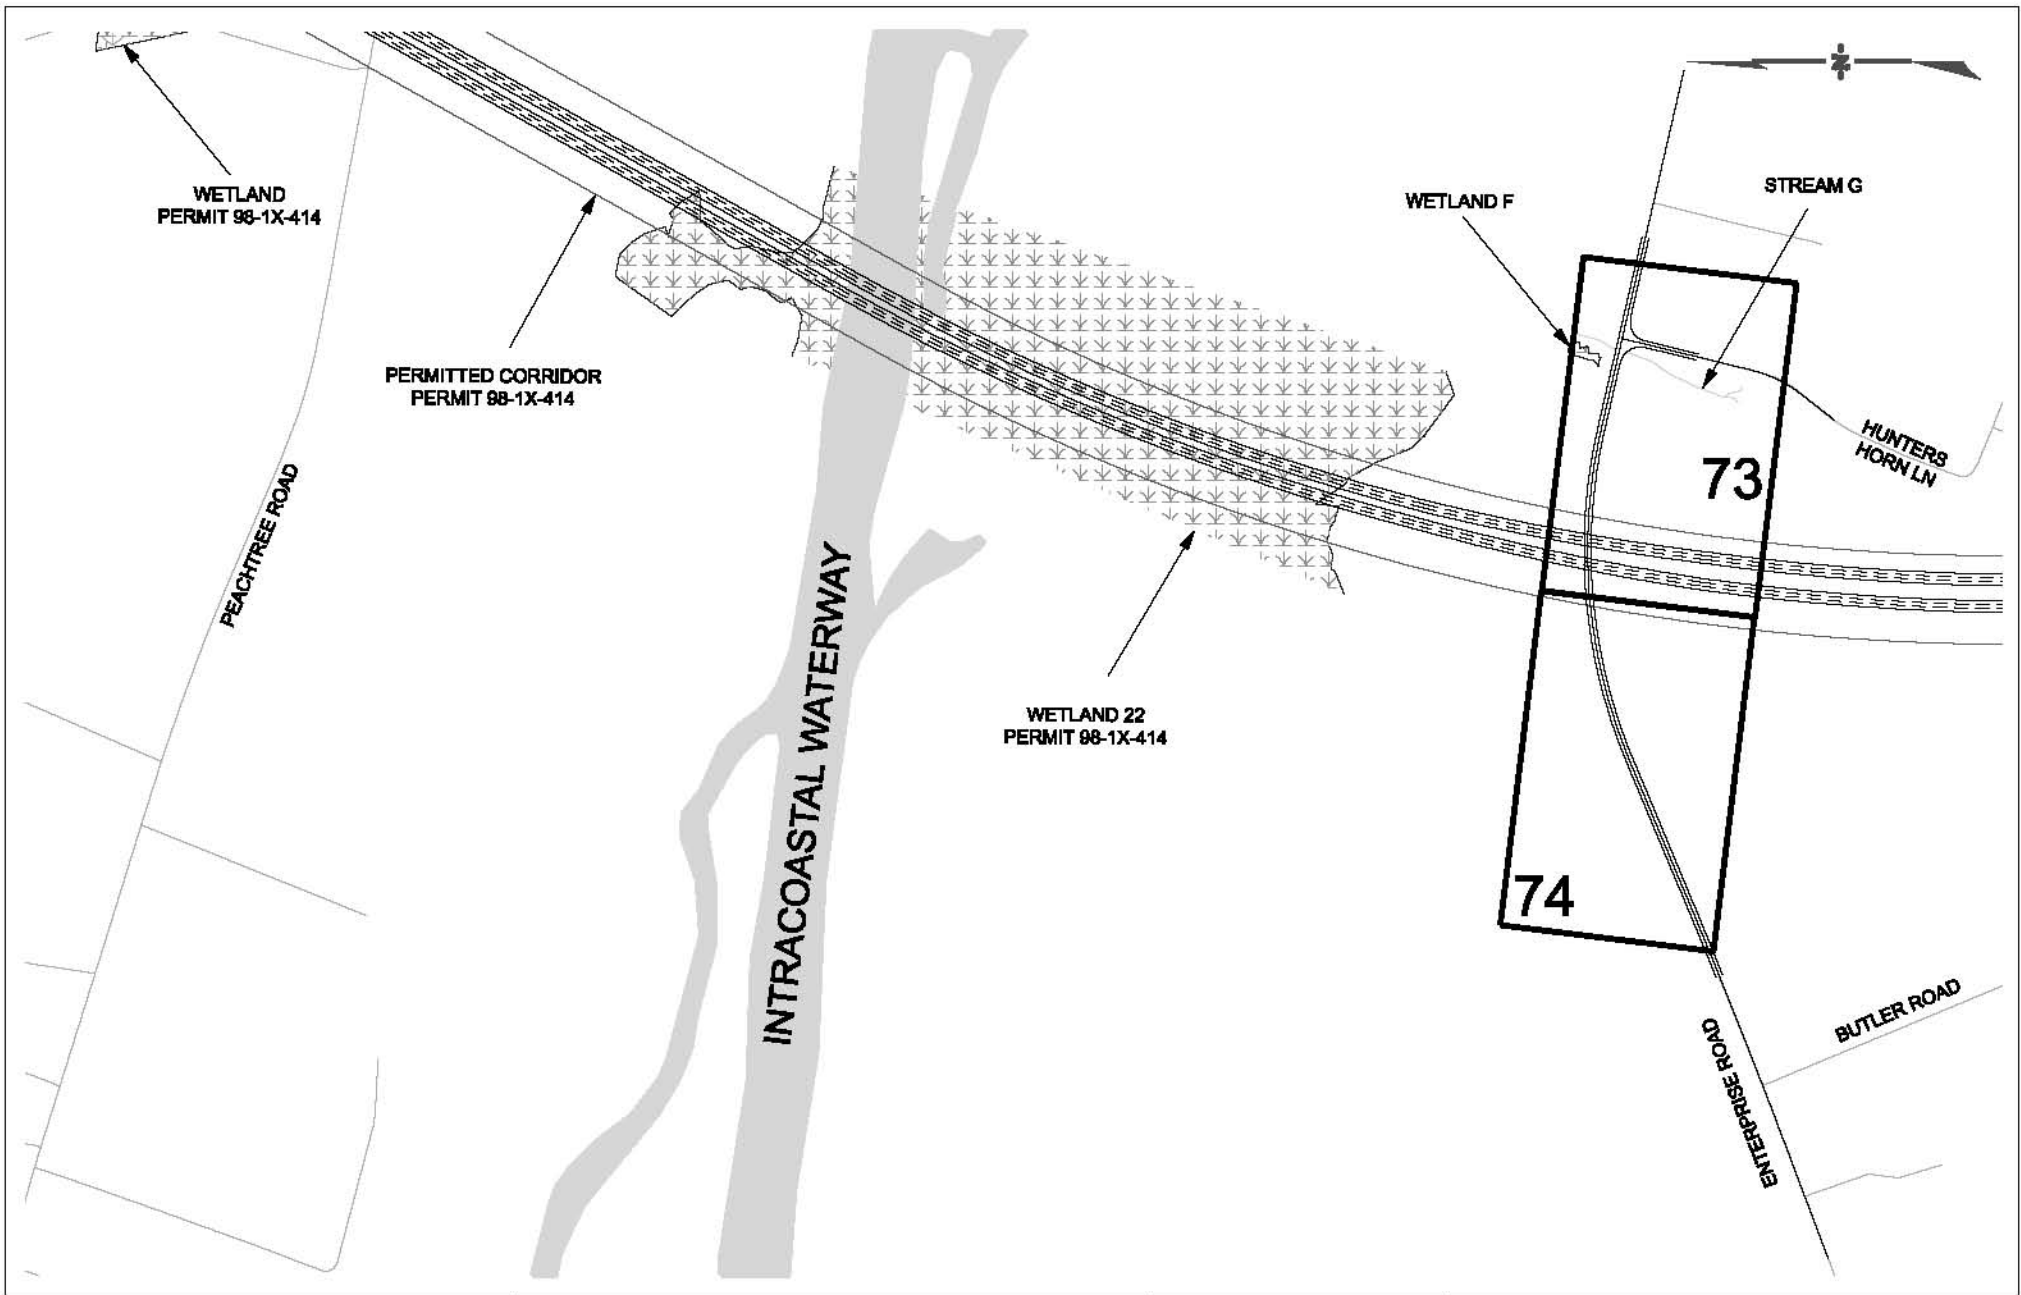 N
WETLAND
PERMIT 98-1X-414
WETLAND F
STREAM G
PERMITTED CORRIDOR
PERMIT 98-1X-414
HUNTERS
HORN LN
73
PEACHTREE ROAD
INTRACOASTAL WATERWAY
WETLAND 22
PERMIT 98-1X-414
74
BUTLER ROAD
ENTERPRISE ROAD